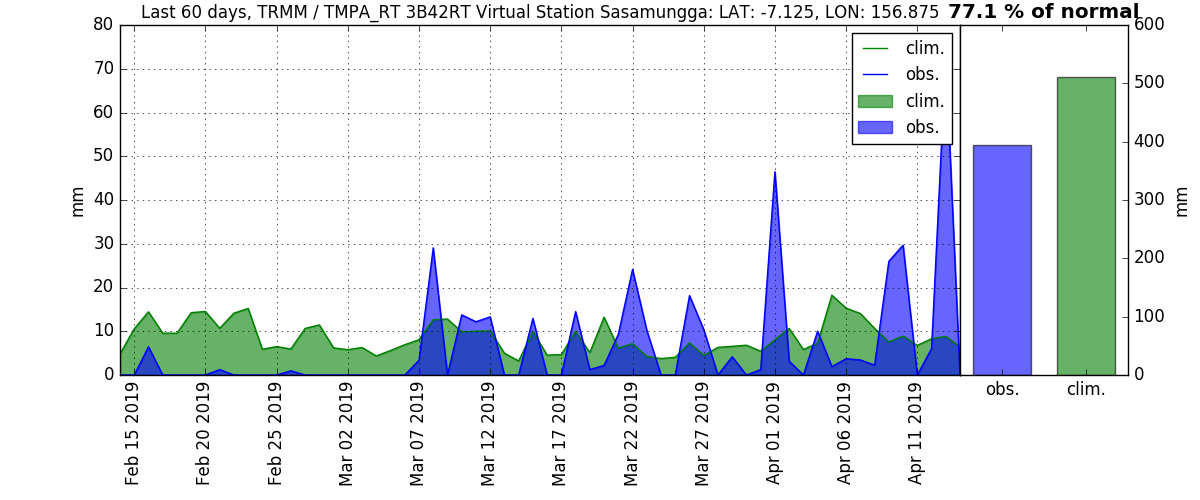 Last 60 days, TRMM / TMPA_RT 3B42RT Virtual Station Sasamungga: LAT: -7.125, LON: 156.875 77.1 % of normal
80
70
60
50
40
30
20
10
0
mm
clim.
obs.
clim.
obs.
600
500
400
300
200
100
0
mm
obs.
clim.
Feb 15 2019
Feb 20 2019
Feb 25 2019
Mar 02 2019
Mar 07 2019
Mar 12 2019
Mar 17 2019
Mar 22 2019
Mar 27 2019
Apr 01 2019
Apr 06 2019
Apr 11 2019